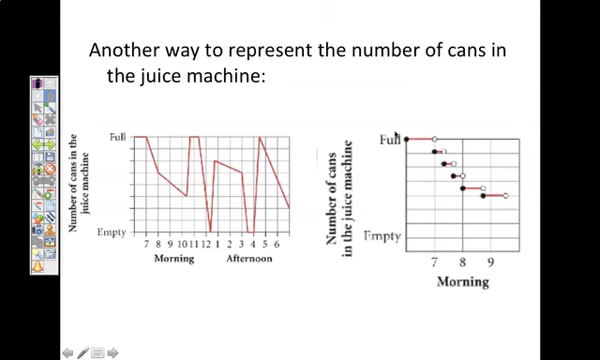 Another way to represent the number of cans in
the juice machine:
Number of cans in the
juice machine
Full
Empty
7 8 9 10 11 12 1 2 3 4 5 6
Morning
Afternoon
Number of cans
in the juice machine
Full
Empty
7 8 9
Morning